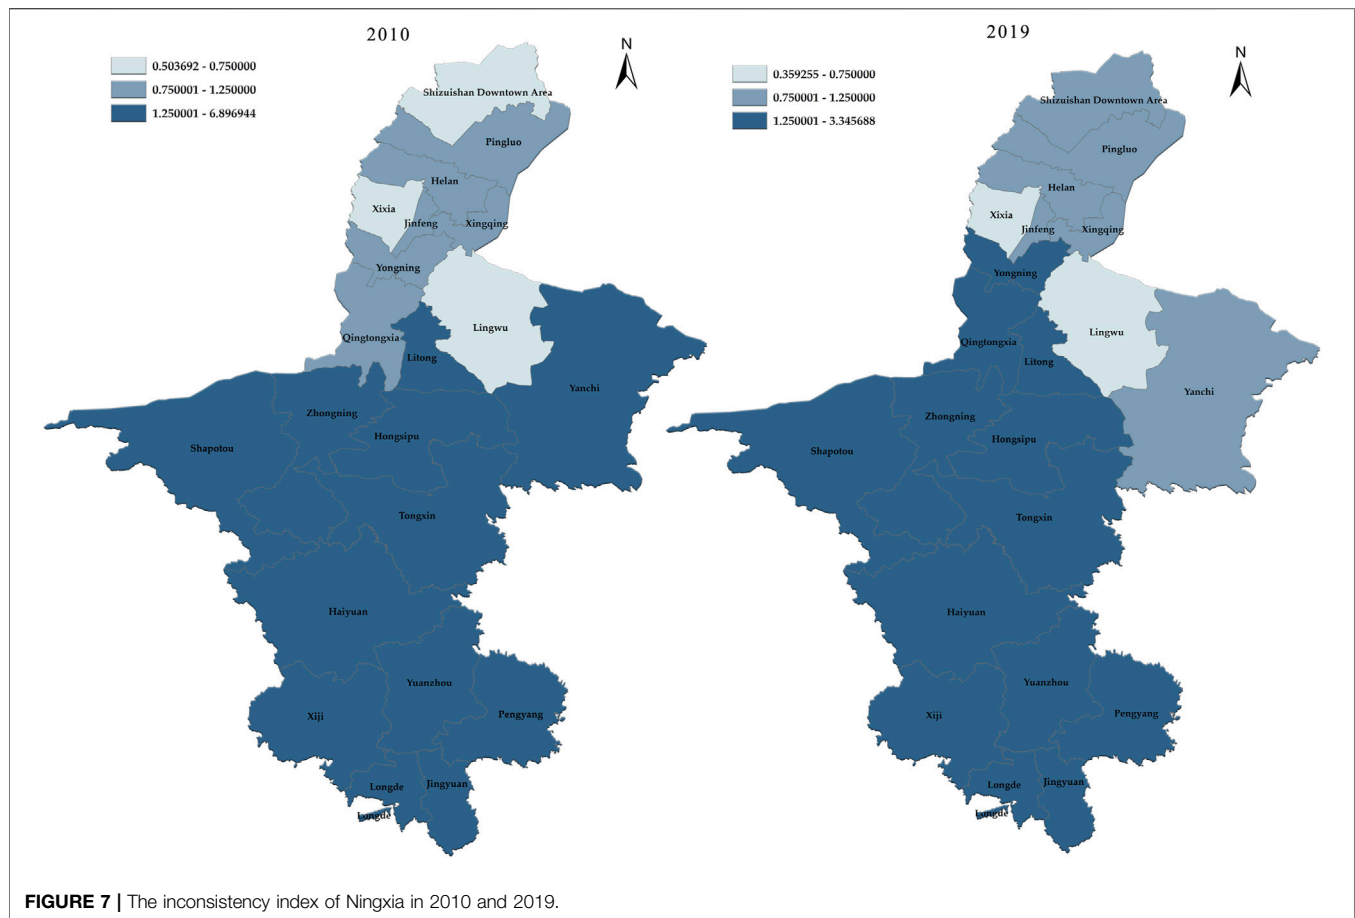 2010
N
0.503692 - 0.750000
0.750001 - 1.250000
1.250001 - 6.896944
Shizuishan Downtown Area
Pingluo
Helan
Xixia
Jinfeng
Xingqing
Yongning
Lingwu
Qingtongxia
Litong
Yanchi
Zhongning
Hongsipu
Shapotou
Tongxin
Haiyuan
Yuanzhou
Xiji
Pengyang
Longde
Jingyuan
Longde
2019
N
0.359255 - 0.750000
0.750001 - 1.250000
1.250001 - 3.345688
Shizuishan Downtown Area
Pingluo
Helan
Xixia
Jinfeng
Xingqing
Yongning
Lingwu
Qingtongxia
Litong
Yanchi
Zhongning
Hongsipu
Shapotou
Tongxin
Haiyuan
Yuanzhou
Xiji
Pengyang
Longde
Jingyuan
Longde
FIGURE 7 | The inconsistency index of Ningxia in 2010 and 2019.